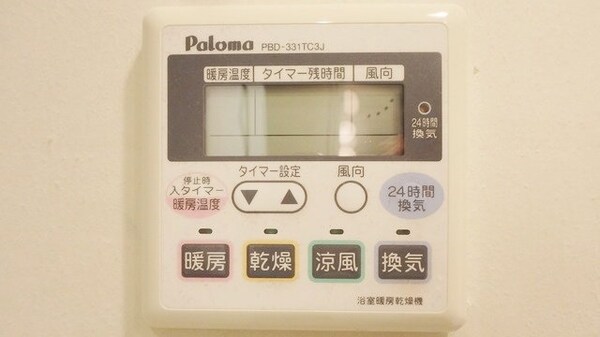 Paloma PBD-331TC3J
暖房温度 タイマー残時間 風向
24時間
換気
停止時
入タイマー
暖房温度
タイマー設定
▼ ▲
風向
24時間
換気
暖房 乾燥 涼風 換気
浴室暖房乾燥機